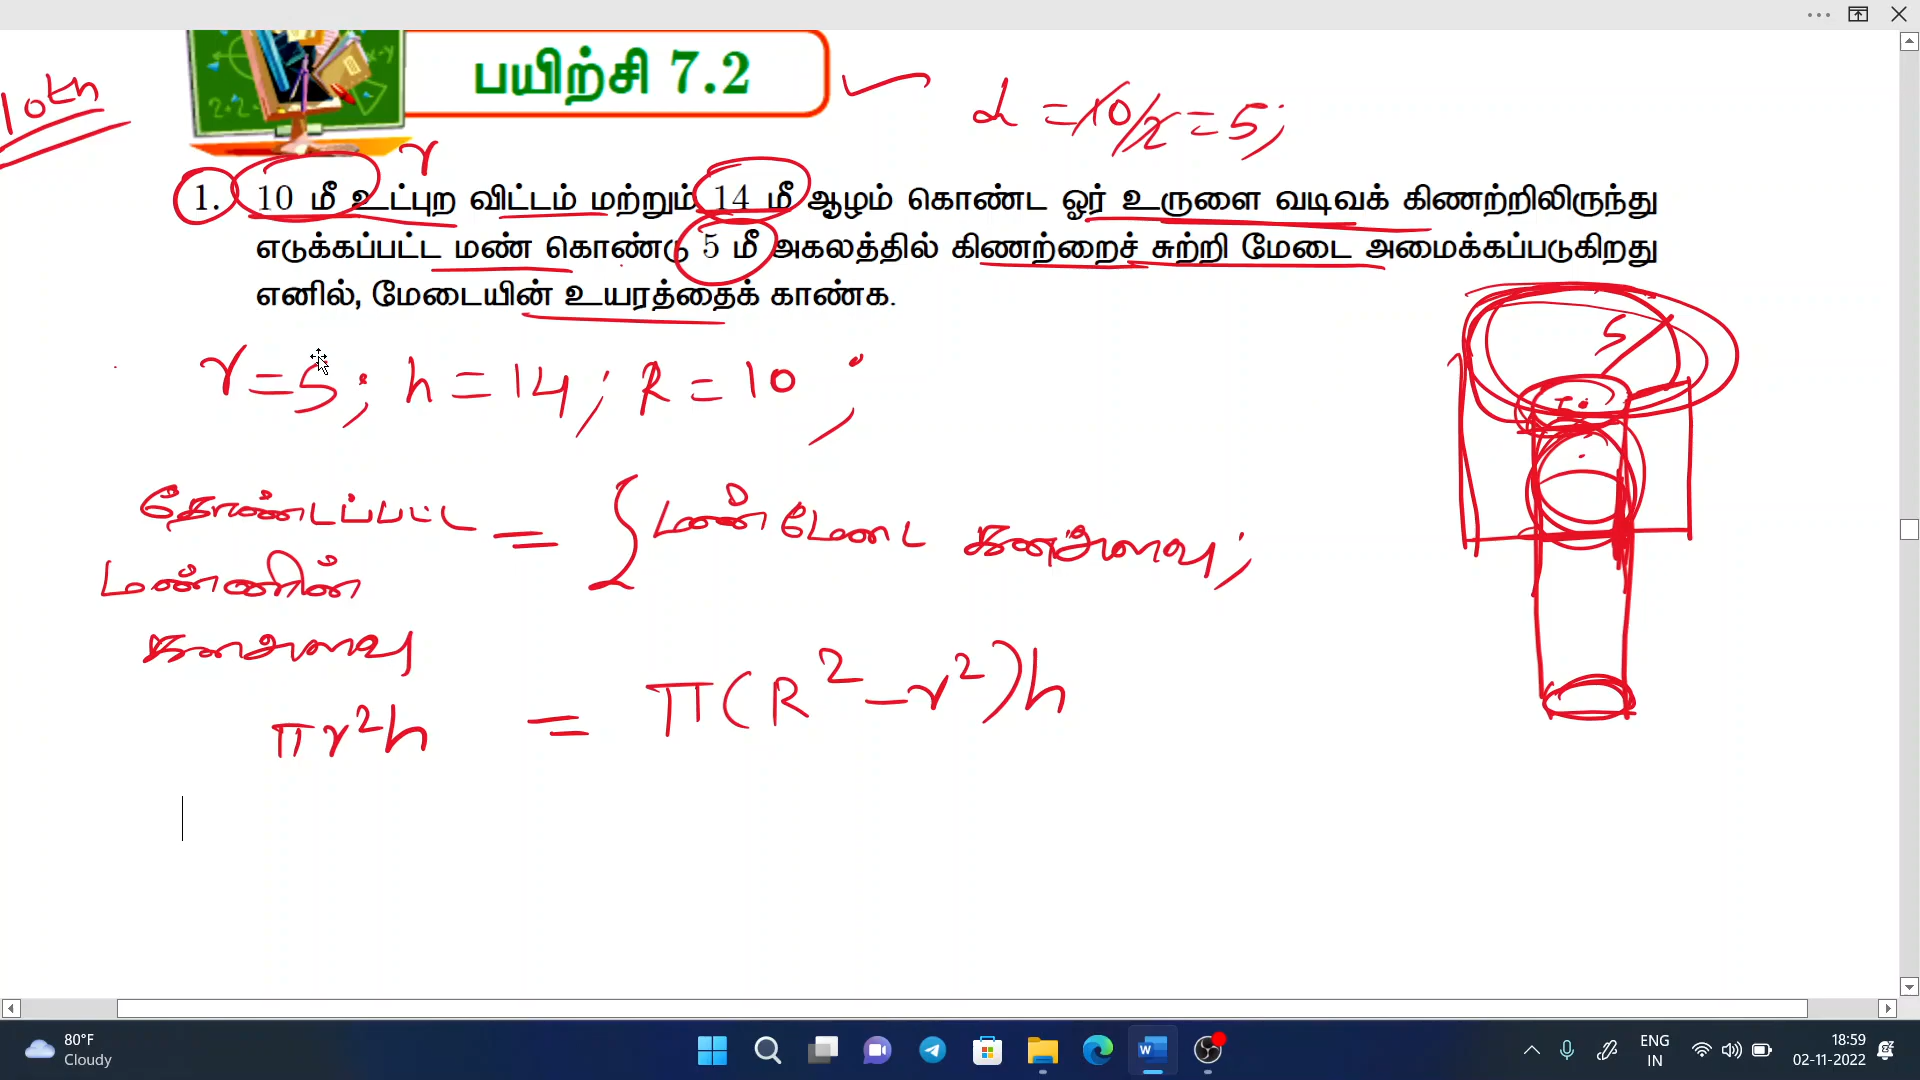 10th
பயிற்சி 7.2
d = 10/2 = 5;
r
1. 10 மீ உட்புற விட்டம் மற்றும் 14 மீ ஆழம் கொண்ட ஓர் உருளை வடிவக் கிணற்றிலிருந்து
எடுக்கப்பட்ட மண் கொண்டு 5 மீ அகலத்தில் கிணற்றைச் சுற்றி மேடை அமைக்கப்படுகிறது
எனில், மேடையின் உயரத்தைக் காண்க.
5
r = 5; h = 14; R = 10;
தோண்டப்பட்ட = { மண் மேடை கனஅளவு;
மண்ணின்
கனஅளவு
πr²h = π(R² – r²)h
80°F
Cloudy
ENG
IN
18:59
02-11-2022